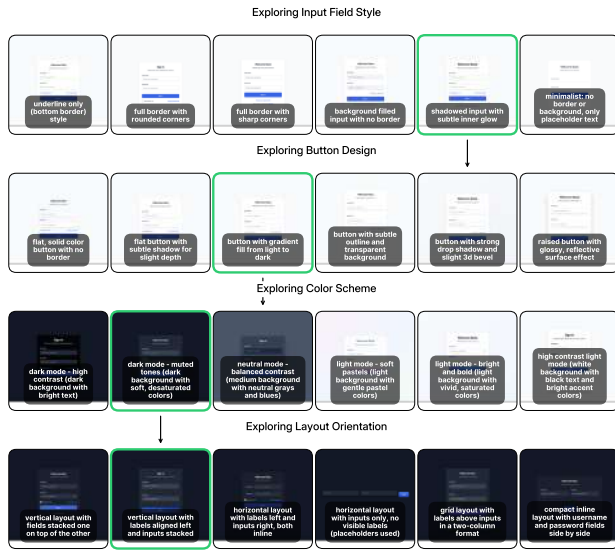 Exploring Input Field Style
underline only
(bottom border)
style
full border with
rounded corners
full border with
sharp corners
background filled
input with no border
shadowed input with
subtle inner glow
minimalist: no
border or
background, only
placeholder text
Exploring Button Design
flat, solid color
button with no
border
flat button with
subtle shadow for
slight depth
button with gradient
fill from light to
dark
button with subtle
outline and
transparent
background
button with strong
drop shadow and
slight 3d bevel
raised button with
glossy, reflective
surface effect
Exploring Color Scheme
dark mode - high
contrast (dark
background with
bright text)
dark mode - muted
tones (dark
background with
soft, desaturated
colors)
neutral mode -
balanced contrast
(medium background
with neutral grays
and blues)
light mode - soft
pastels (light
background with
gentle pastel
colors)
light mode - bright
and bold (light
background with
vivid, saturated
colors)
high contrast light
mode (white
background with
black text and
bright accent
colors)
Exploring Layout Orientation
vertical layout with
fields stacked one
on top of the other
vertical layout with
labels aligned left
and inputs stacked
horizontal layout
with labels left and
inputs right, both
inline
horizontal layout
with inputs only, no
visible labels
(placeholders used)
grid layout with
labels above inputs
in a two-column
format
compact inline
layout with username
and password fields
side by side